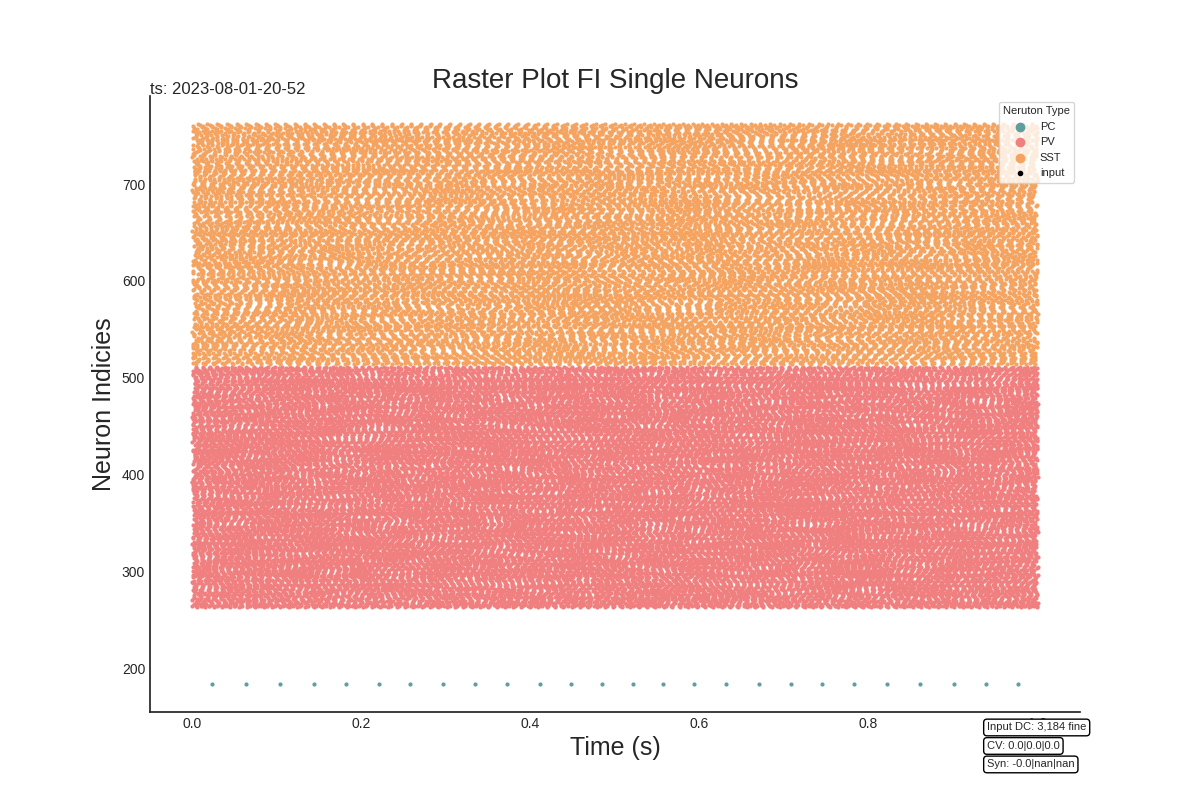 Raster Plot FI Single Neurons
ts: 2023-08-01-20-52
Neruton Type
PC
PV
SST
input
Neuron Indicies
700
600
500
400
300
200
0.0 0.2 0.4 0.6 0.8
Time (s)
Input DC: 3,184 fine
CV: 0.0|0.0|0.0
Syn: -0.0|nan|nan